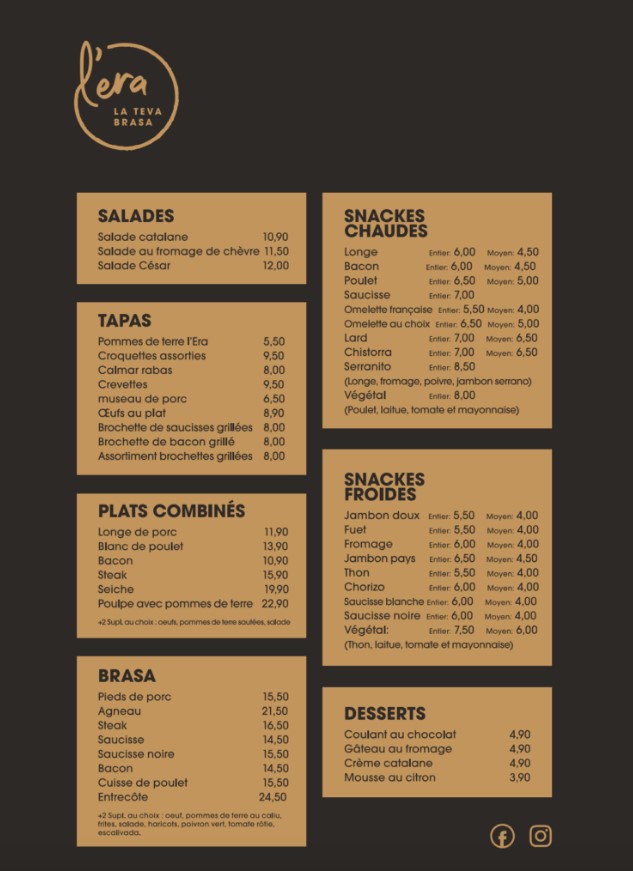 l'era
LA TEVA
BRASA
SALADES
Salade catalane 10,90
Salade au fromage de chèvre 11,50
Salade César 12,00
TAPAS
Pommes de terre l'Era 5,50
Croquettes assorties 9,50
Calmar rabas 8,00
Crevettes 9,50
museau de porc 6,50
Œufs au plat 8,90
Brochette de saucisses grillées 8,00
Brochette de bacon grillé 8,00
Assortiment brochettes grillées 8,00
PLATS COMBINÉS
Longe de porc 11,90
Blanc de poulet 13,90
Bacon 10,90
Steak 15,90
Seiche 19,90
Poulpe avec pommes de terre 22,90
+2 Supl. au choix : oeufs, pommes de terre sautées, salade
BRASA
Pieds de porc 15,50
Agneau 21,50
Steak 16,50
Saucisse 14,50
Saucisse noire 15,50
Bacon 14,50
Cuisse de poulet 15,50
Entrecôte 24,50
+2 Supl. au choix : oeuf, pommes de terre au caliu,
frites, salade, haricots, poivron vert, tomate rôtie,
escalivada.
SNACKES
CHAUDES
Longe Entier: 6,00 Moyen: 4,50
Bacon Entier: 6,00 Moyen: 4,50
Poulet Entier: 6,50 Moyen: 5,00
Saucisse Entier: 7,00
Omelette française Entier: 5,50 Moyen: 4,00
Omelette au choix Entier: 6,50 Moyen: 5,00
Lard Entier: 7,00 Moyen: 6,50
Chistorra Entier: 7,00 Moyen: 6,50
Serranito Entier: 8,50
(Longe, fromage, poivre, jambon serrano)
Végétal Entier: 8,00
(Poulet, laitue, tomate et mayonnaise)
SNACKES
FROIDES
Jambon doux Entier: 5,50 Moyen: 4,00
Fuet Entier: 5,50 Moyen: 4,00
Fromage Entier: 6,00 Moyen: 4,00
Jambon pays Entier: 6,50 Moyen: 4,50
Thon Entier: 5,50 Moyen: 4,00
Chorizo Entier: 6,00 Moyen: 4,00
Saucisse blanche Entier: 6,00 Moyen: 4,00
Saucisse noire Entier: 6,00 Moyen: 4,00
Végétal: Entier: 7,50 Moyen: 6,00
(Thon, laitue, tomate et mayonnaise)
DESSERTS
Coulant au chocolat 4,90
Gâteau au fromage 4,90
Crème catalane 4,90
Mousse au citron 3,90